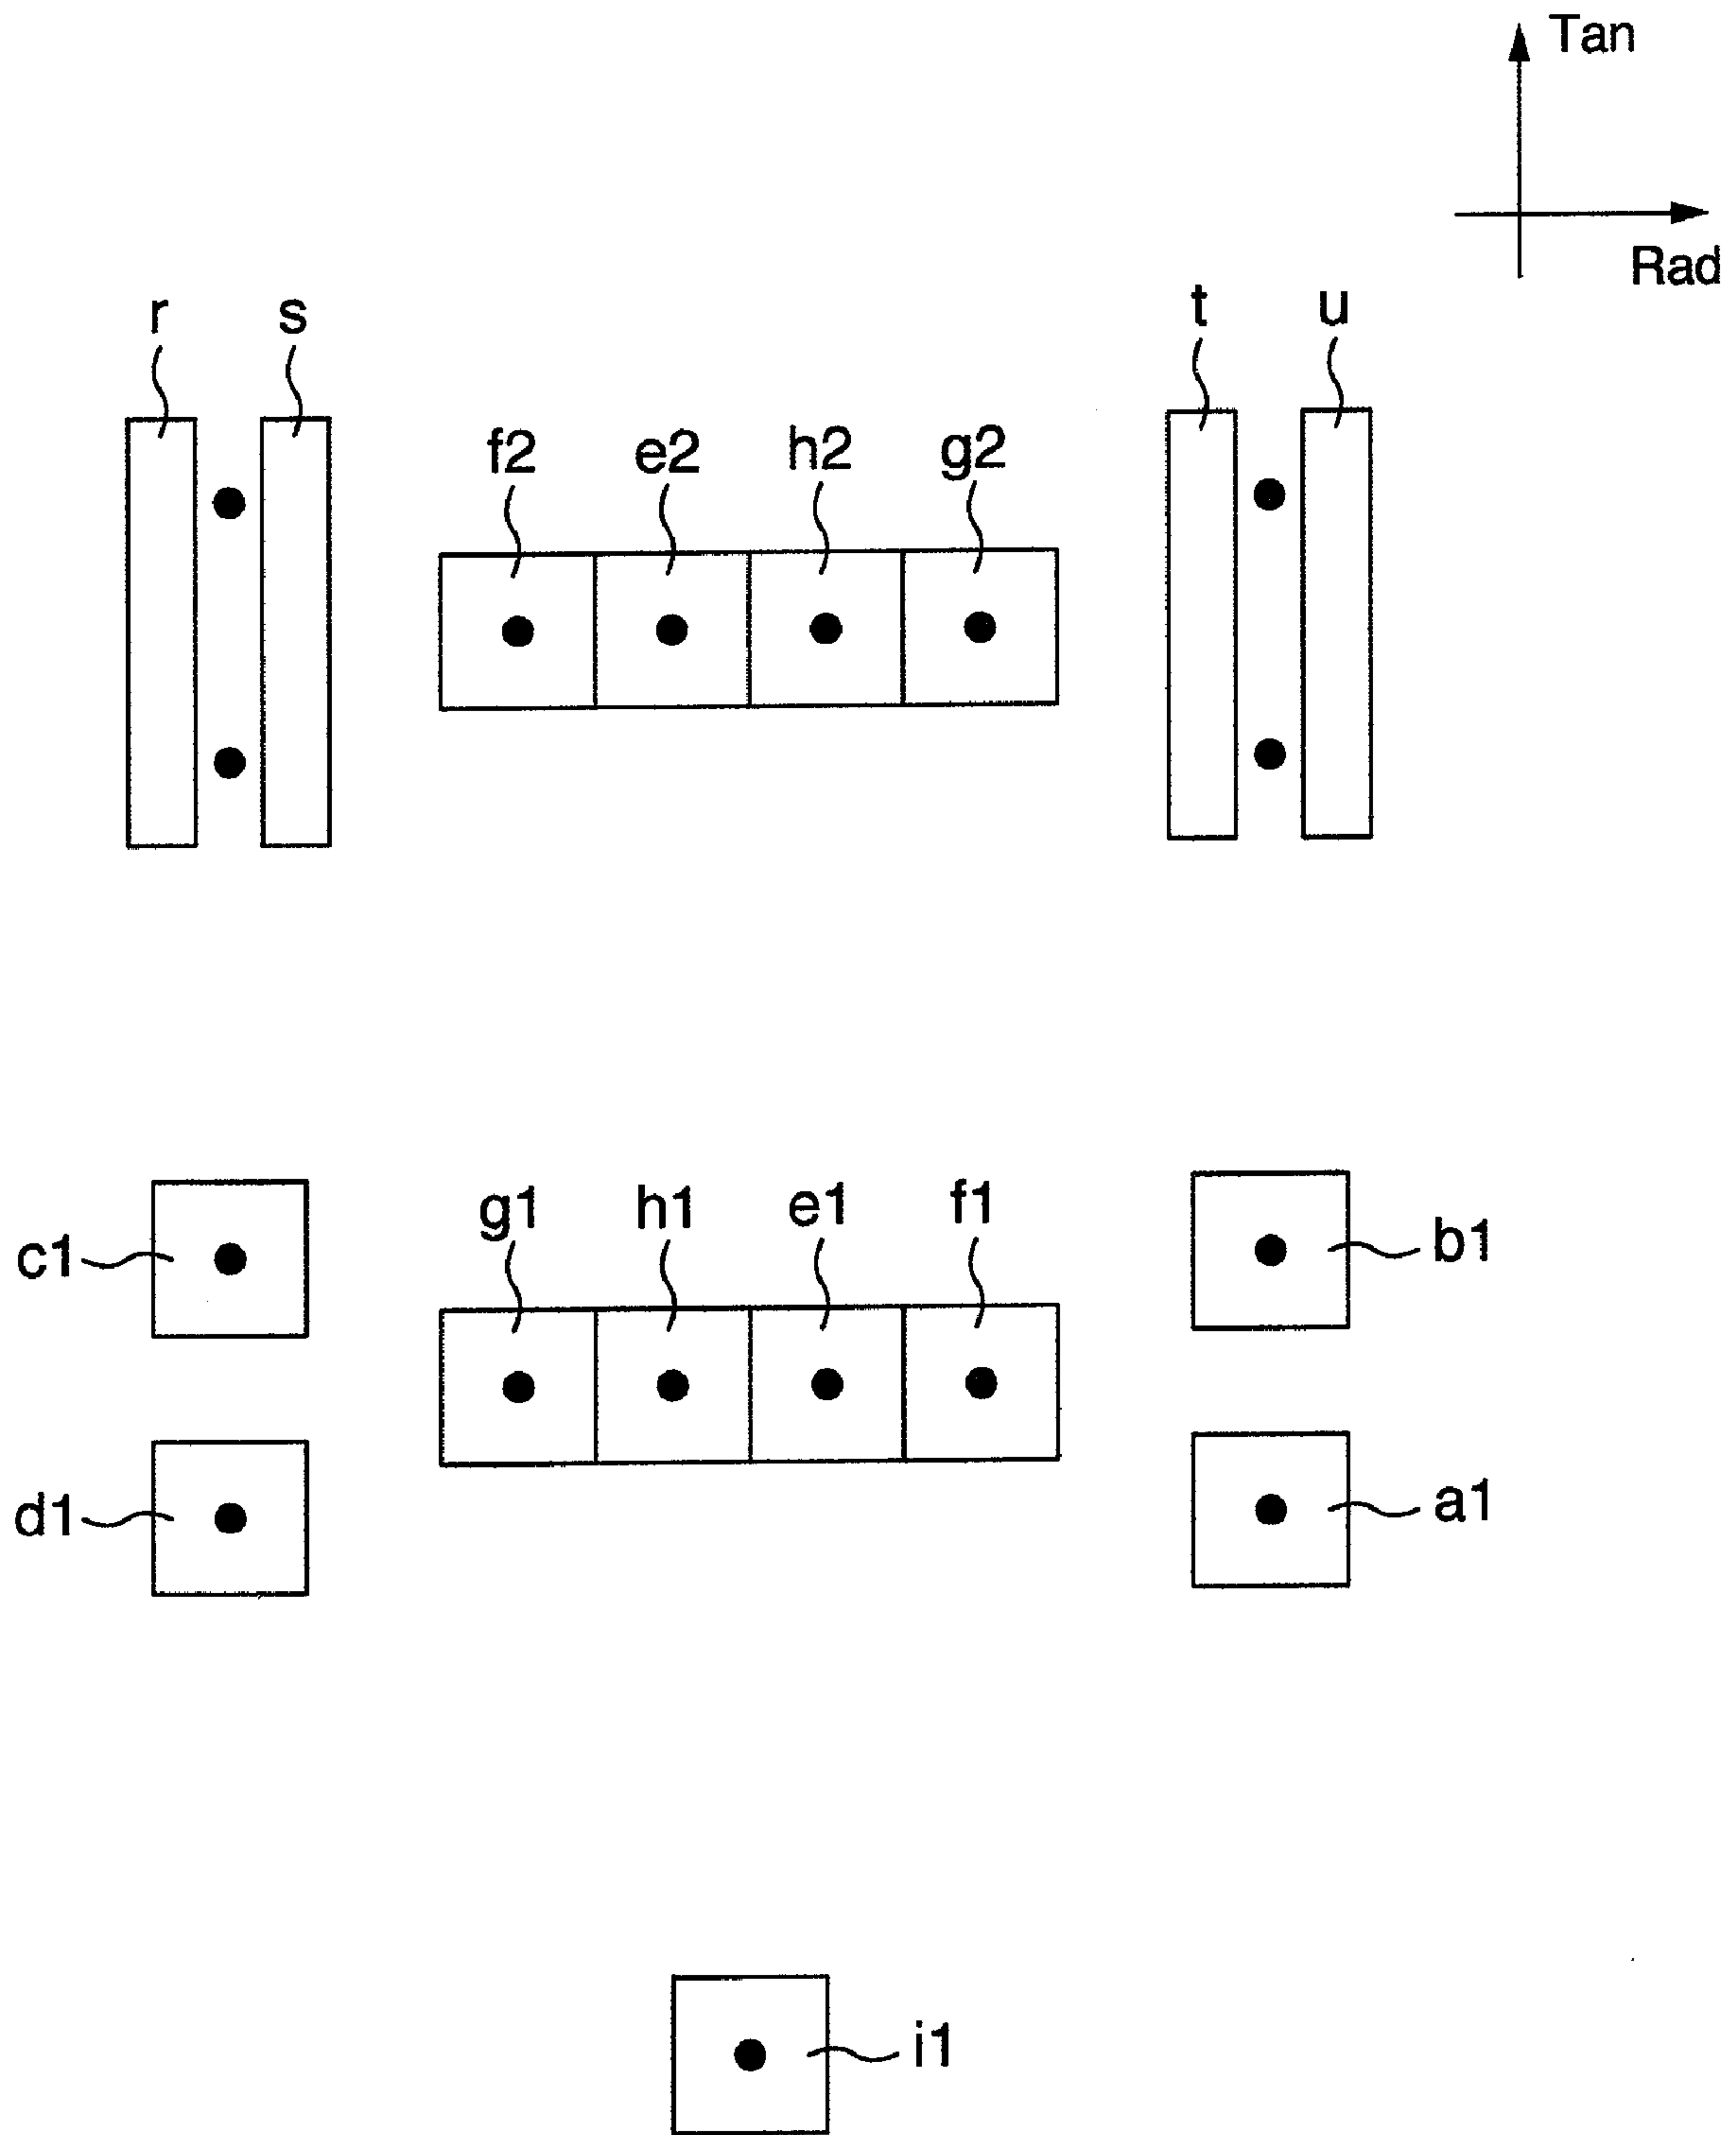 Tan
Rad
r s t u
f2 e2 h2 g2
c1 g1 h1 e1 f1 b1
d1 a1
i1